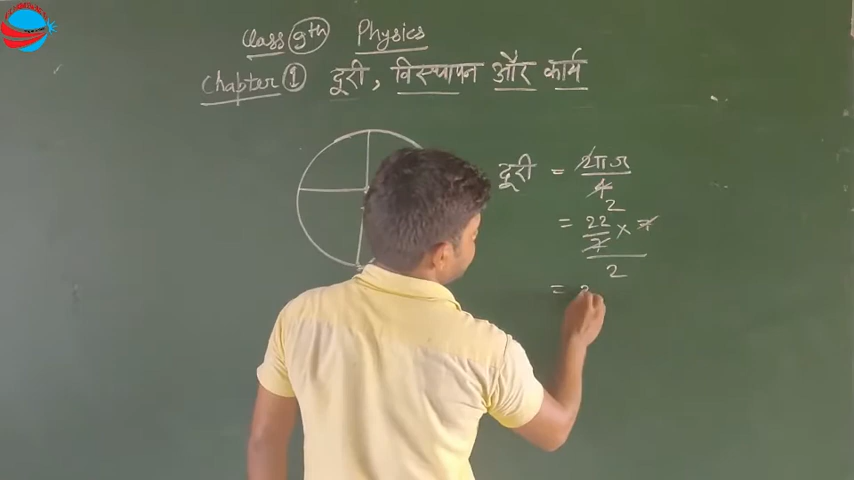 Class 9th Physics
Chapter 1 दूरी, विस्थापन और कार्य
दूरी = 2πr / 4
2
= 22/7 × 7
2
=